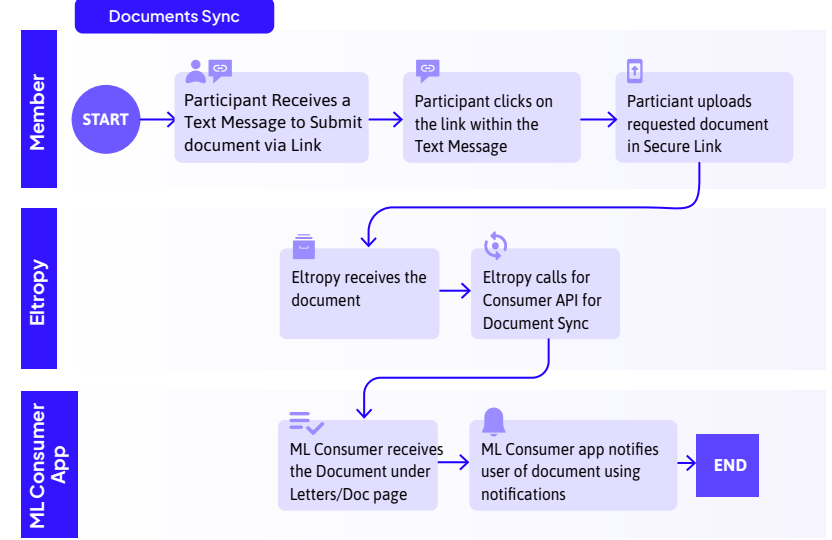 Documents Sync
Member
START
Participant Receives a
Text Message to Submit
document via Link
Participant clicks on
the link within the
Text Message
Particiant uploads
requested document
in Secure Link
Eltropy
Eltropy receives the
document
Eltropy calls for
Consumer API for
Document Sync
ML Consumer
App
ML Consumer receives
the Document under
Letters/Doc page
ML Consumer app notifies
user of document using
notifications
END